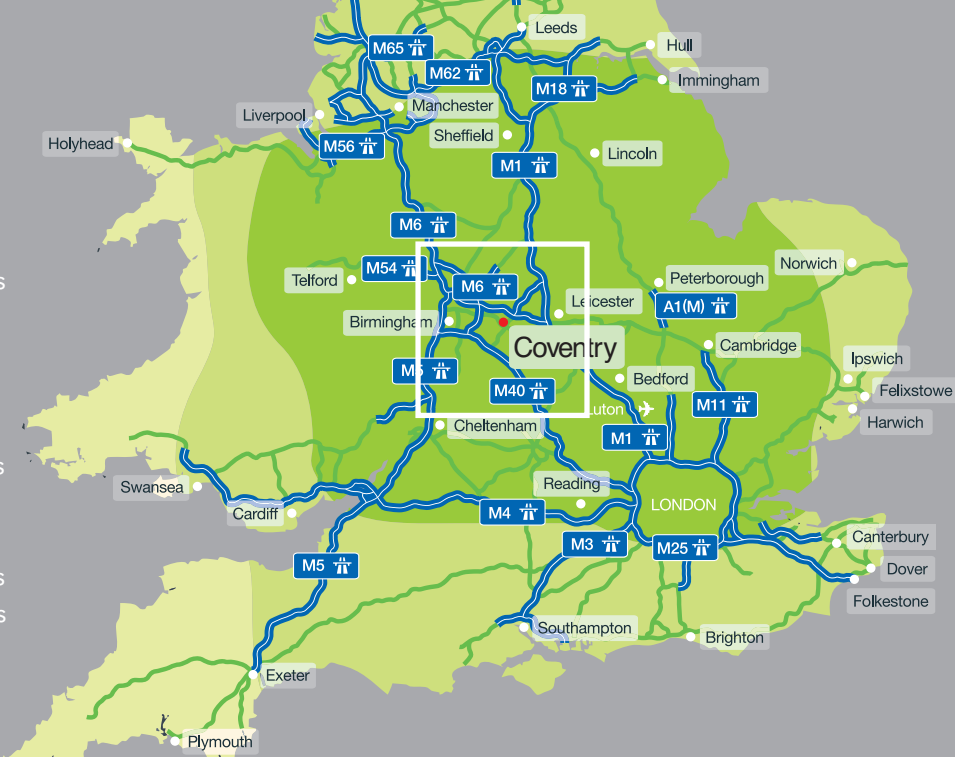 Leeds
Hull
M65
M62
Immingham
M18
Manchester
Liverpool
Sheffield
Holyhead
M56
Lincoln
M1
M6
Norwich
M54
Peterborough
Telford
M6
Leicester
A1(M)
Birmingham
Coventry
Cambridge
Ipswich
M5
Bedford
Felixstowe
M40
M11
Luton
Harwich
Cheltenham
M1
s
Reading
Swansea
LONDON
Cardiff
M4
Canterbury
M3
M25
M5
Dover
s
s
Folkestone
Southampton
Brighton
Exeter
Plymouth
s